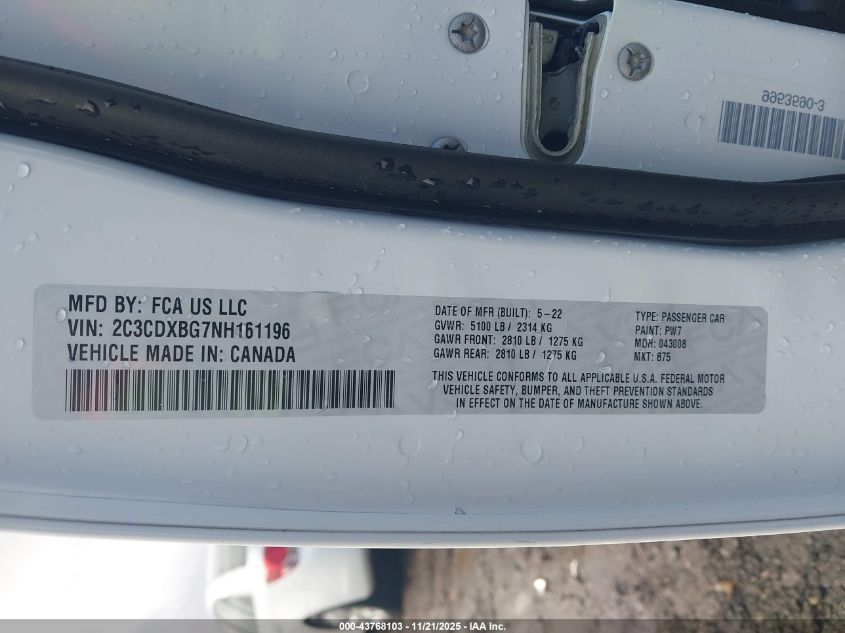 MFD BY: FCA US LLC
VIN: 2C3CDXBG7NH161196
VEHICLE MADE IN: CANADA
DATE OF MFR (BUILT): 5-22
GVWR: 5100 LB / 2314 KG
GAWR FRONT: 2810 LB / 1275 KG
GAWR REAR: 2810 LB / 1275 KG
TYPE: PASSENGER CAR
PAINT: PW7
MDH: 043008
MXT: 875
THIS VEHICLE CONFORMS TO ALL APPLICABLE U.S.A. FEDERAL MOTOR
VEHICLE SAFETY, BUMPER, AND THEFT PREVENTION STANDARDS
IN EFFECT ON THE DATE OF MANUFACTURE SHOWN ABOVE.
000-43768103 - 11/21/2025 - IAA Inc.